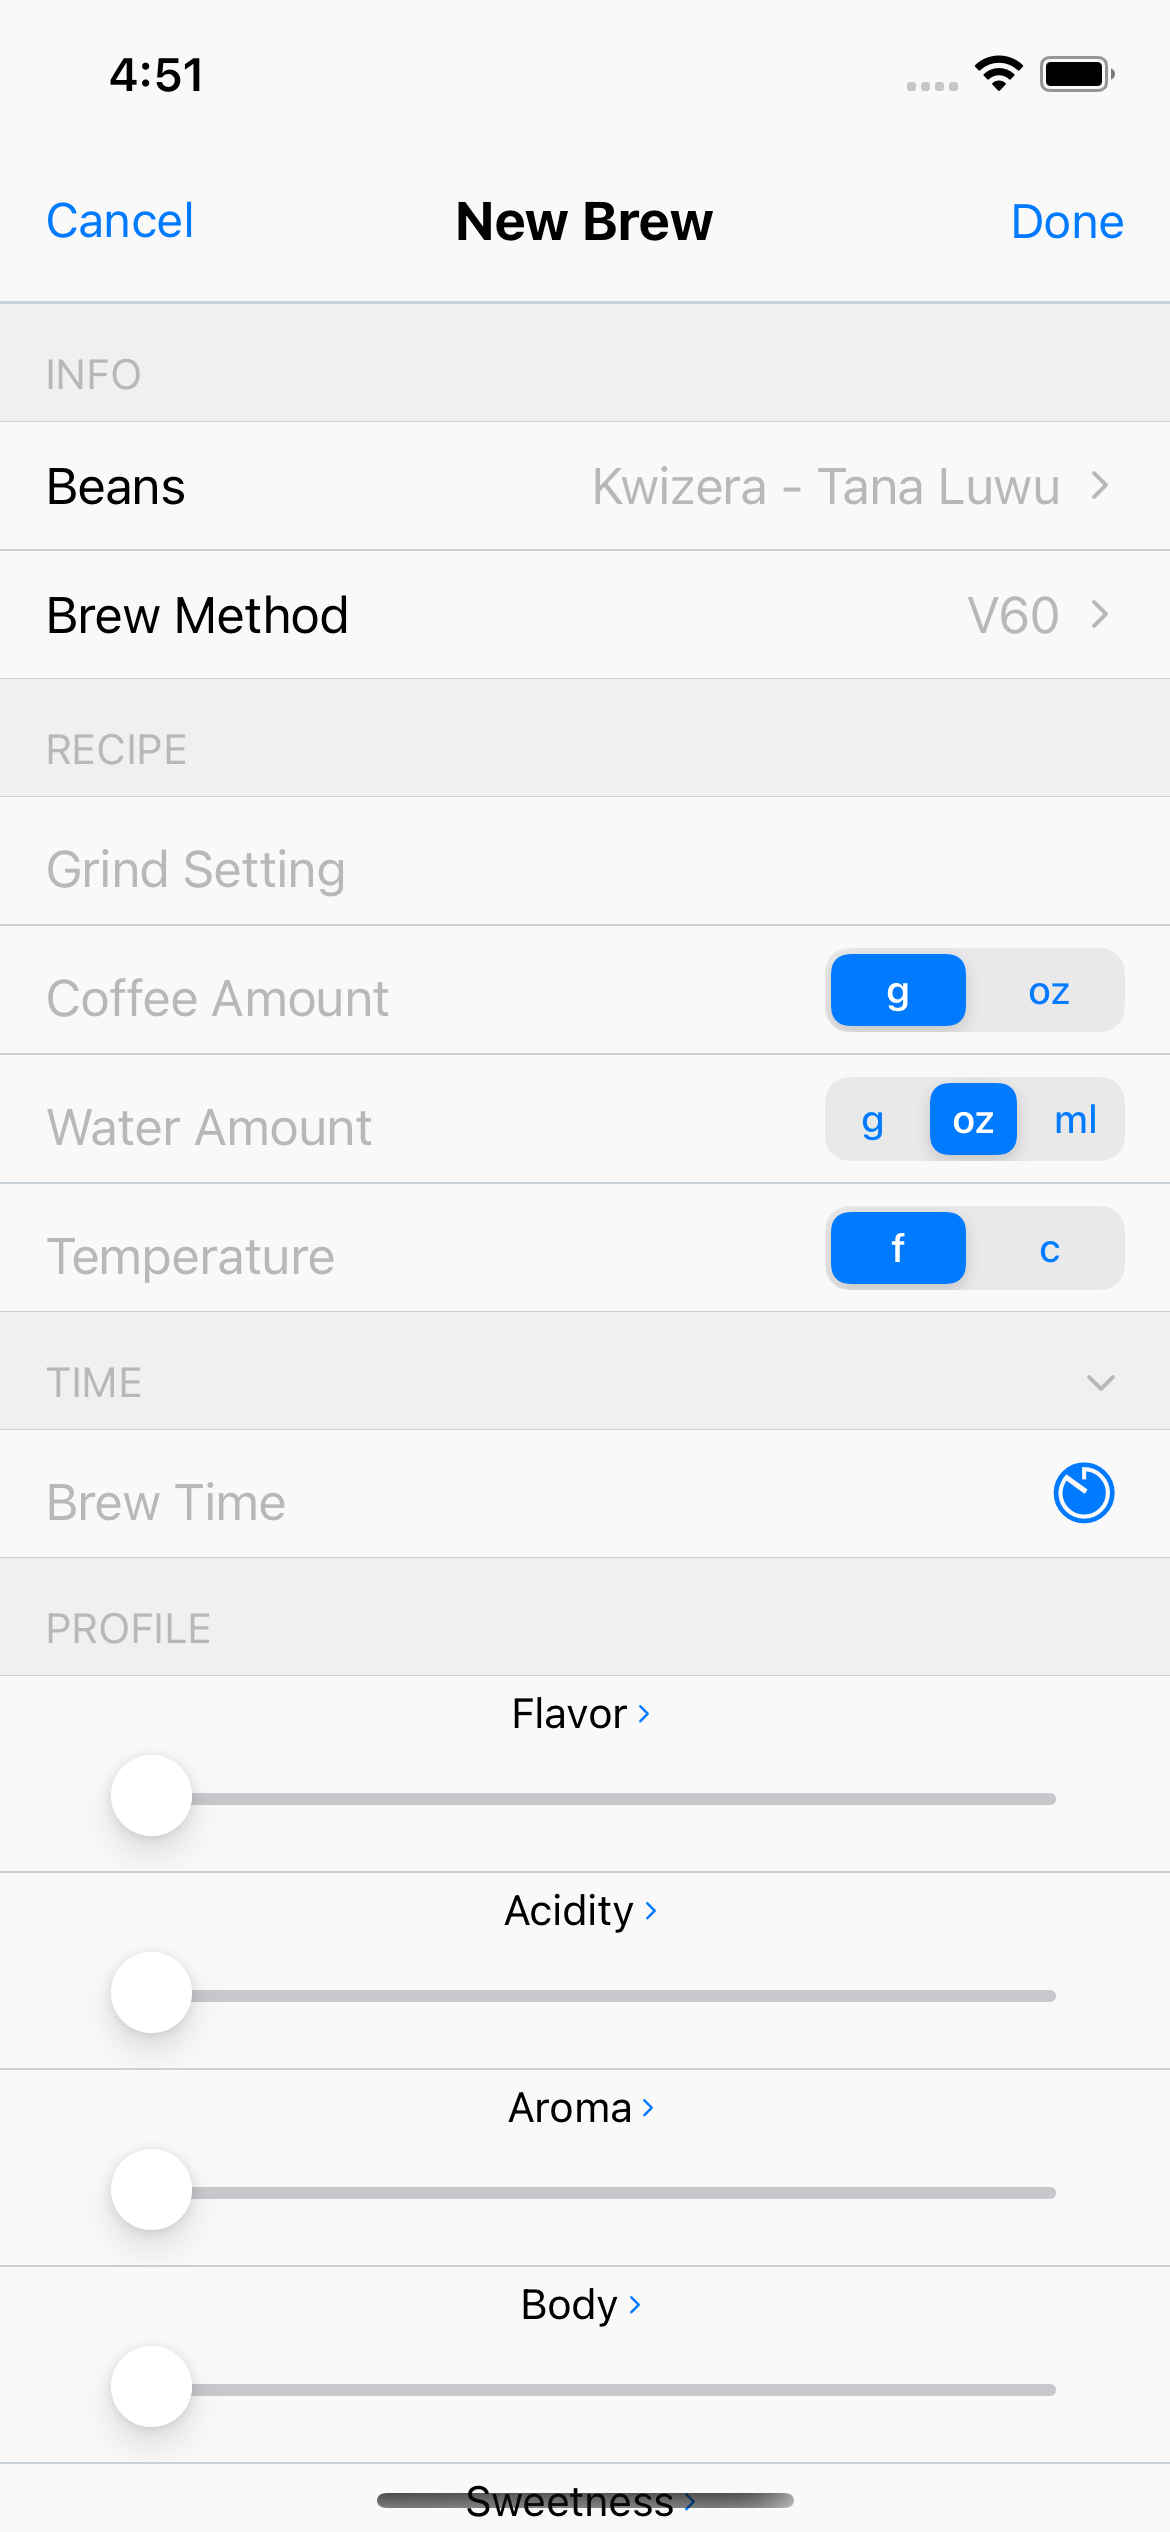 4:51
Cancel New Brew Done
INFO
Beans Kwizera - Tana Luwu
Brew Method V60
RECIPE
Grind Setting
Coffee Amount g oz
Water Amount g oz ml
Temperature f c
TIME
Brew Time
PROFILE
Flavor
Acidity
Aroma
Body
Sweetness